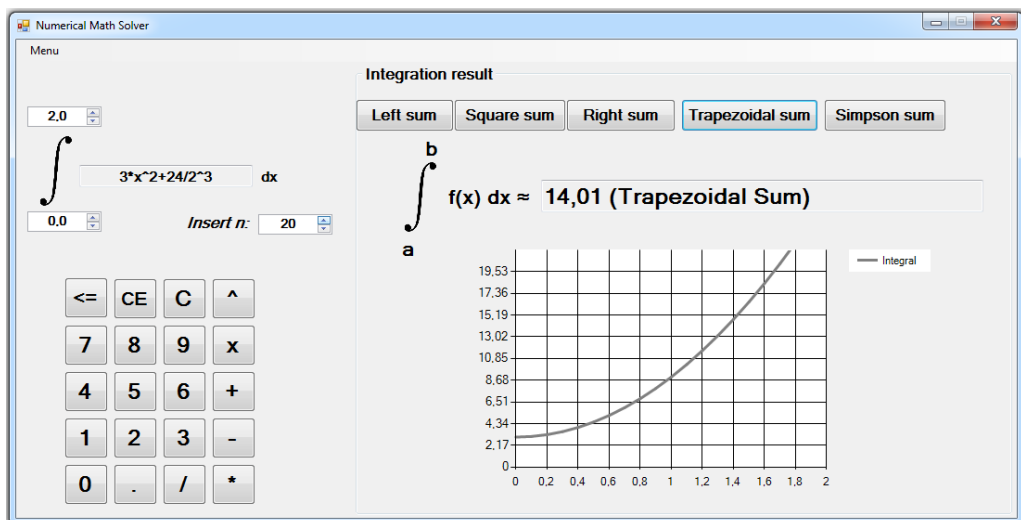 Numerical Math Solver
Menu
Integration result
Left sum Square sum Right sum Trapezoidal sum Simpson sum
2,0
3*x^2+24/2^3 dx
0,0
Insert n: 20
b
f(x) dx ≈ 14,01 (Trapezoidal Sum)
a
<= CE C ^
7 8 9 x
4 5 6 +
1 2 3 -
0 . / *
Integral
19,53
17,36
15,19
13,02
10,85
8,68
6,51
4,34
2,17
0
0 0,2 0,4 0,6 0,8 1 1,2 1,4 1,6 1,8 2